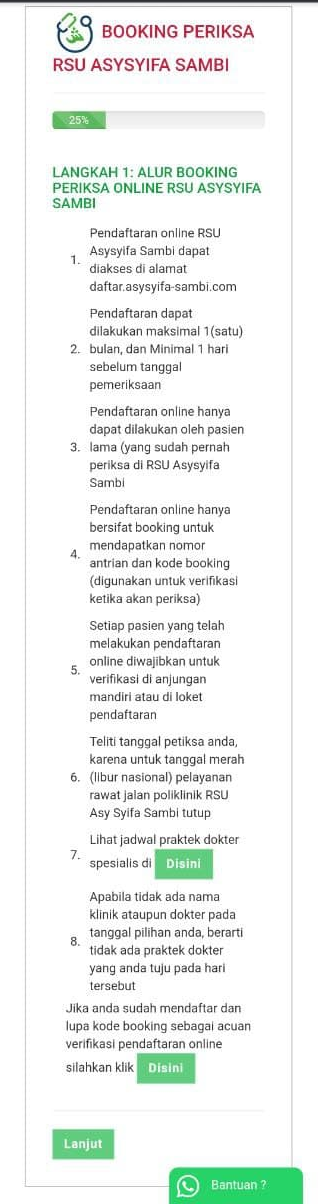 BOOKING PERIKSA
RSU ASYSYIFA SAMBI
25%
LANGKAH 1: ALUR BOOKING
PERIKSA ONLINE RSU ASYSYIFA
SAMBI
Pendaftaran online RSU
1. Asysyifa Sambi dapat
diakses di alamat
daftar.asysyifa-sambi.com
Pendaftaran dapat
dilakukan maksimal 1(satu)
2. bulan, dan Minimal 1 hari
sebelum tanggal
pemeriksaan
Pendaftaran online hanya
dapat dilakukan oleh pasien
3. lama (yang sudah pernah
periksa di RSU Asysyifa
Sambi
Pendaftaran online hanya
bersifat booking untuk
4. mendapatkan nomor
antrian dan kode booking
(digunakan untuk verifikasi
ketika akan periksa)
Setiap pasien yang telah
melakukan pendaftaran
5. online diwajibkan untuk
verifikasi di anjungan
mandiri atau di loket
pendaftaran
Teliti tanggal petiksa anda,
karena untuk tanggal merah
6. (libur nasional) pelayanan
rawat jalan poliklinik RSU
Asy Syifa Sambi tutup
Lihat jadwal praktek dokter
7. spesialis di Disini
Apabila tidak ada nama
klinik ataupun dokter pada
8. tanggal pilihan anda, berarti
tidak ada praktek dokter
yang anda tuju pada hari
tersebut
Jika anda sudah mendaftar dan
lupa kode booking sebagai acuan
verifikasi pendaftaran online
silahkan klik Disini
Lanjut
Bantuan ?